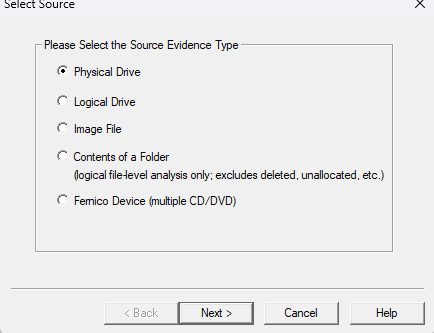 Select Source
Please Select the Source Evidence Type
Physical Drive
Logical Drive
Image File
Contents of a Folder
(logical file-level analysis only; excludes deleted, unallocated, etc.)
Fernico Device (multiple CD/DVD)
< Back Next > Cancel Help